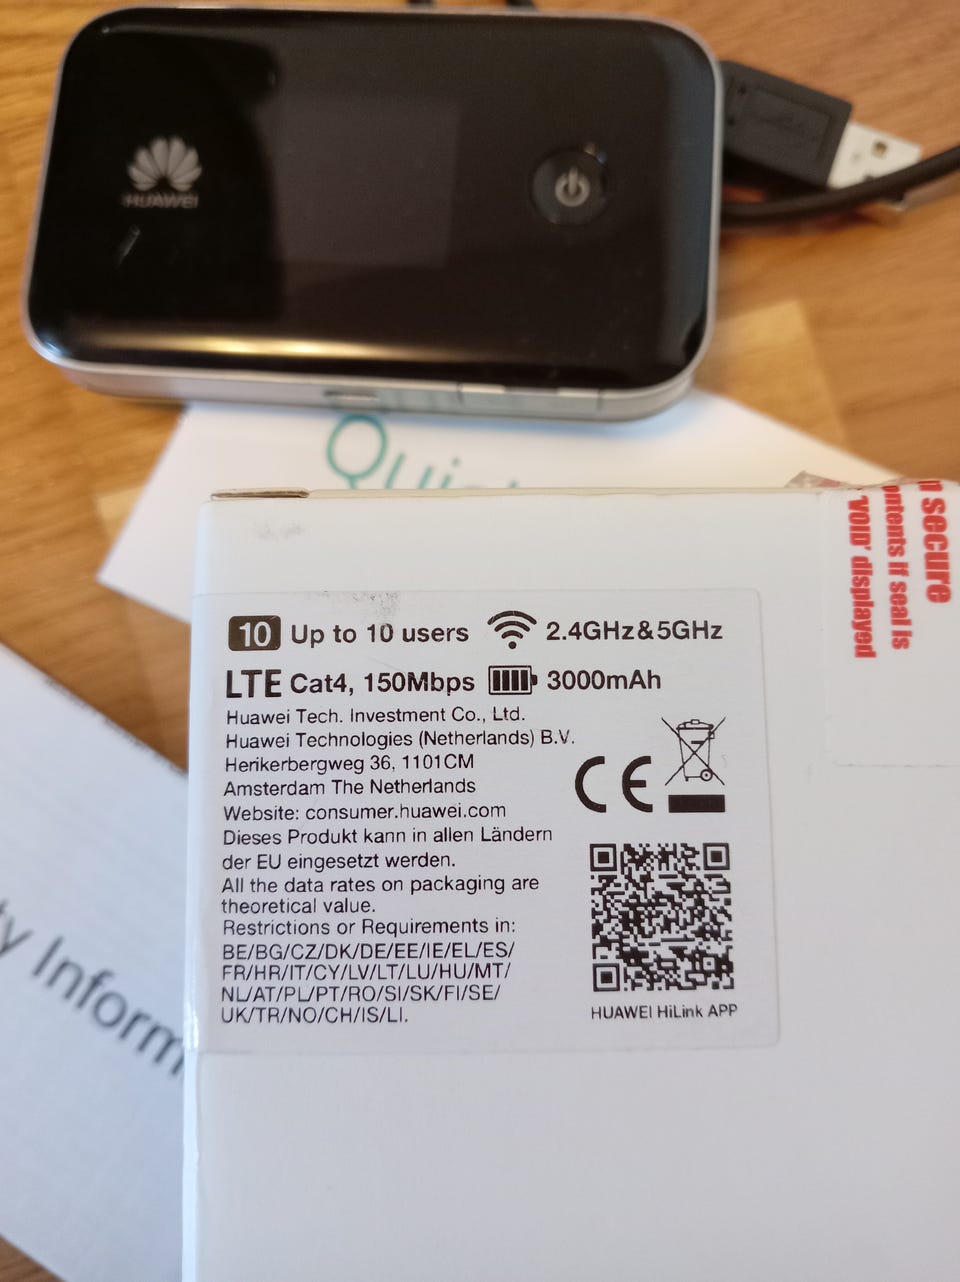 HUAWEI
Quick
10 Up to 10 users 2.4GHz&5GHz
LTE Cat4, 150Mbps 3000mAh
Huawei Tech. Investment Co., Ltd.
Huawei Technologies (Netherlands) B.V.
Herikerbergweg 36, 1101CM
Amsterdam The Netherlands
Website: consumer.huawei.com
Dieses Produkt kann in allen Ländern
der EU eingesetzt werden.
All the data rates on packaging are
theoretical value.
Restrictions or Requirements in:
BE/BG/CZ/DK/DE/EE/IE/EL/ES/
FR/HR/IT/CY/LV/LT/LU/HU/MT/
NL/AT/PL/PT/RO/SI/SK/FI/SE/
UK/TR/NO/CH/IS/LI.
CE
HUAWEI HiLink APP
secure
ntents if seal is
'VOID' displayed
ty Inform